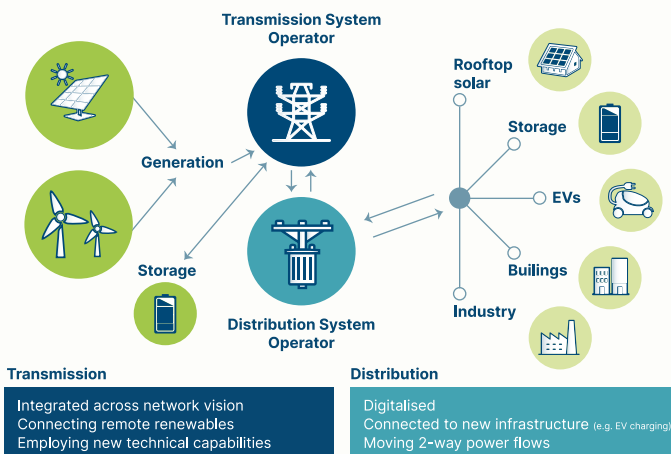 Transmission System
Operator
Rooftop
solar
Storage
Generation
EVs
Storage
Builings
Industry
Distribution System
Operator
Transmission
Integrated across network vision
Connecting remote renewables
Employing new technical capabilities
Distribution
Digitalised
Connected to new infrastructure (e.g. EV charging)
Moving 2-way power flows